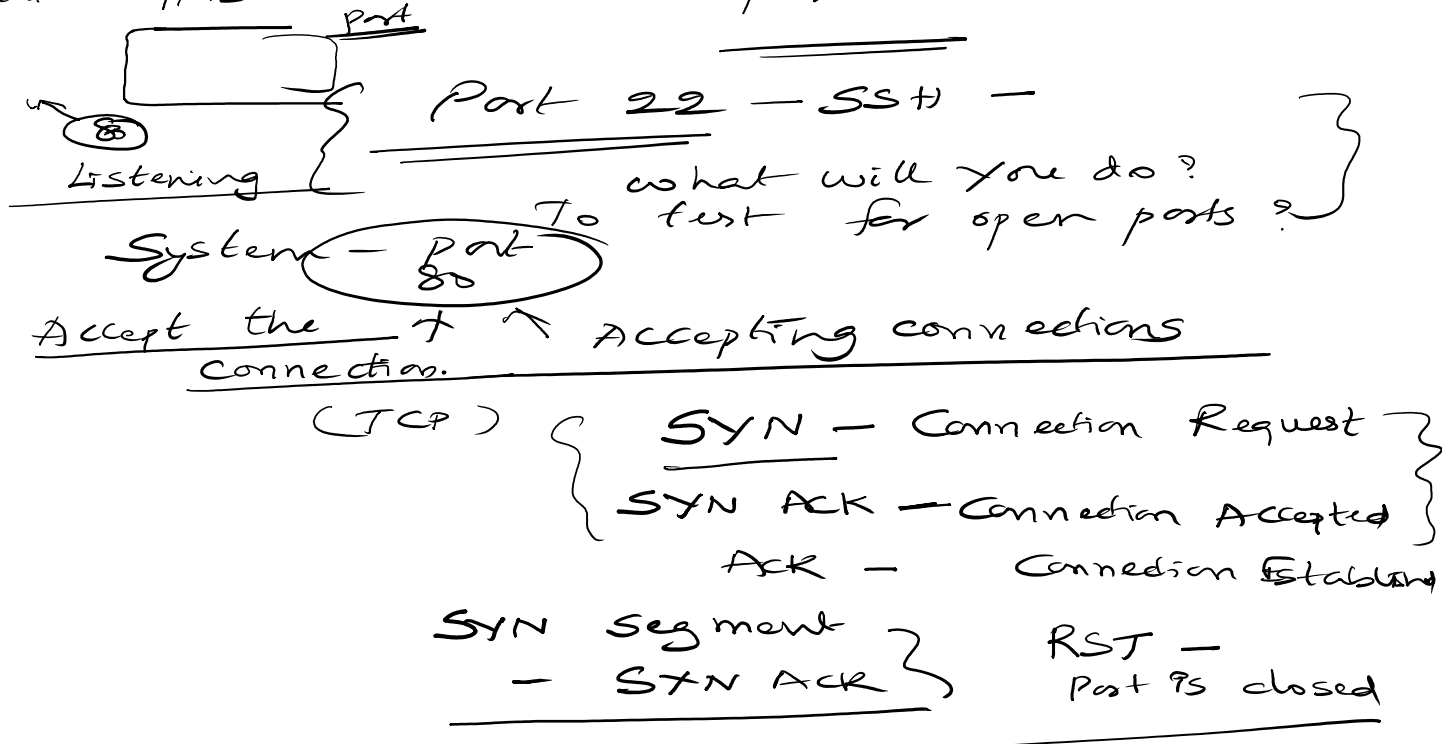 port
Port 22 - SSH -
80
Listening
what will you do?
To test for open ports?
System - port
80
Accept the + Accepting connections
connection.
(TCP)
SYN - Connection Request
SYN ACK - Connection Accepted
ACK - Connection
SYN segment
- SYN ACK
RST -
Port is closed